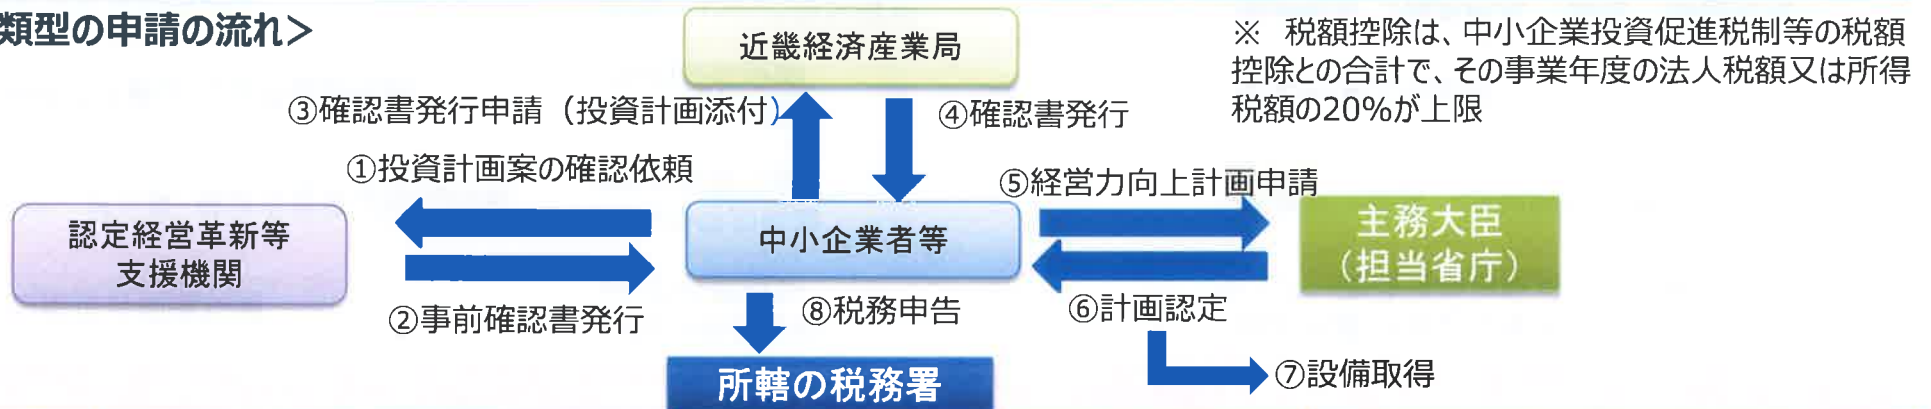 類型の申請の流れ＞
近畿経済産業局
※　税額控除は、中小企業投資促進税制等の税額
控除との合計で、その事業年度の法人税額又は所得
税額の20%が上限
③確認書発行申請（投資計画添付）
④確認書発行
①投資計画案の確認依頼
⑤経営力向上計画申請
認定経営革新等
支援機関
中小企業者等
主務大臣
（担当省庁）
②事前確認書発行
⑧税務申告
⑥計画認定
所轄の税務署
⑦設備取得